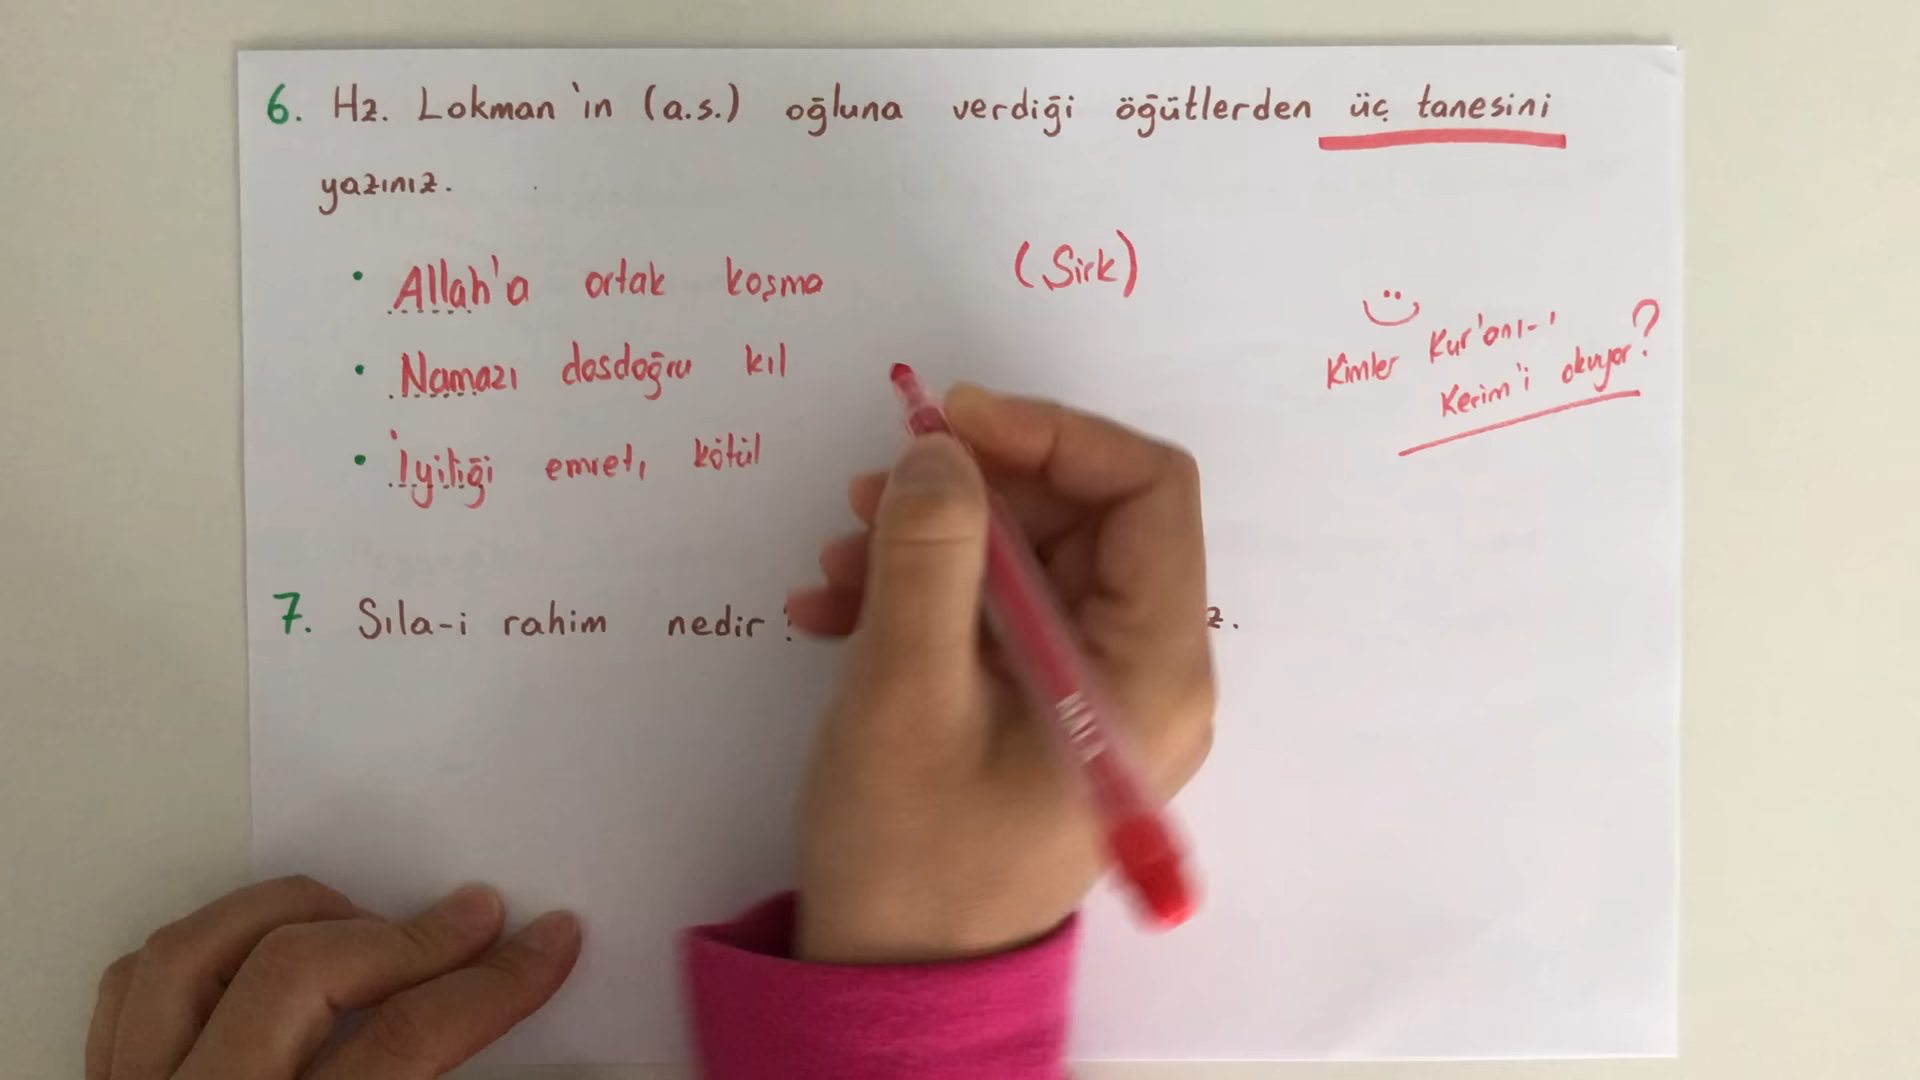 6. Hz. Lokman'ın (a.s.) oğluna verdiği öğütlerden üç tanesini
yazınız.
• Allah'a ortak koşma (Şirk)
• Namazı dosdoğru kıl
• İyiliği emret, kötül
Kimler Kur'anı-ı
Kerim'i okuyor?
7. Sıla-i rahim nedir? z.